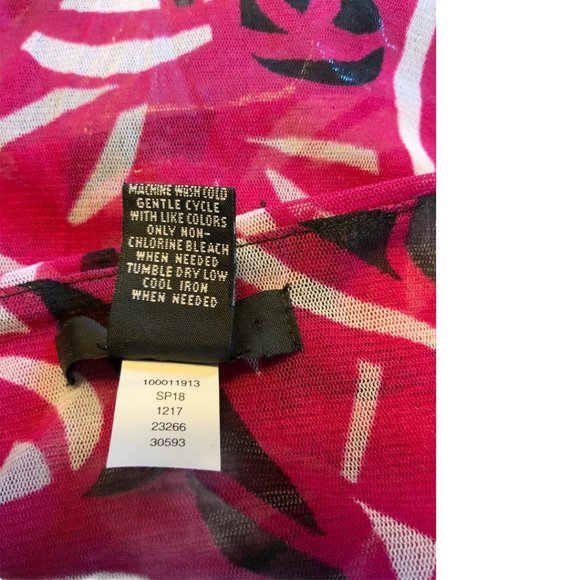 MACHINE WASH COLD
GENTLE CYCLE
WITH LIKE COLORS
ONLY NON-
CHLORINE BLEACH
WHEN NEEDED
TUMBLE DRY LOW
COOL IRON
WHEN NEEDED
100011913
SP18
1217
23266
30593